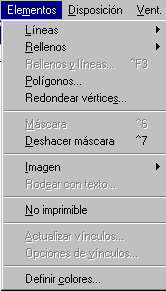 Elementos Disposición Vent.
Líneas
Rellenos
Rellenos o líneas... ^F3
Polígonos...
Redondear vértices...
Máscara ^6
Deshacer máscara ^7
Imagen
Rodear con texto...
No imprimible
Actualizar vínculos...
Opciones de vínculos...
Definir colores...